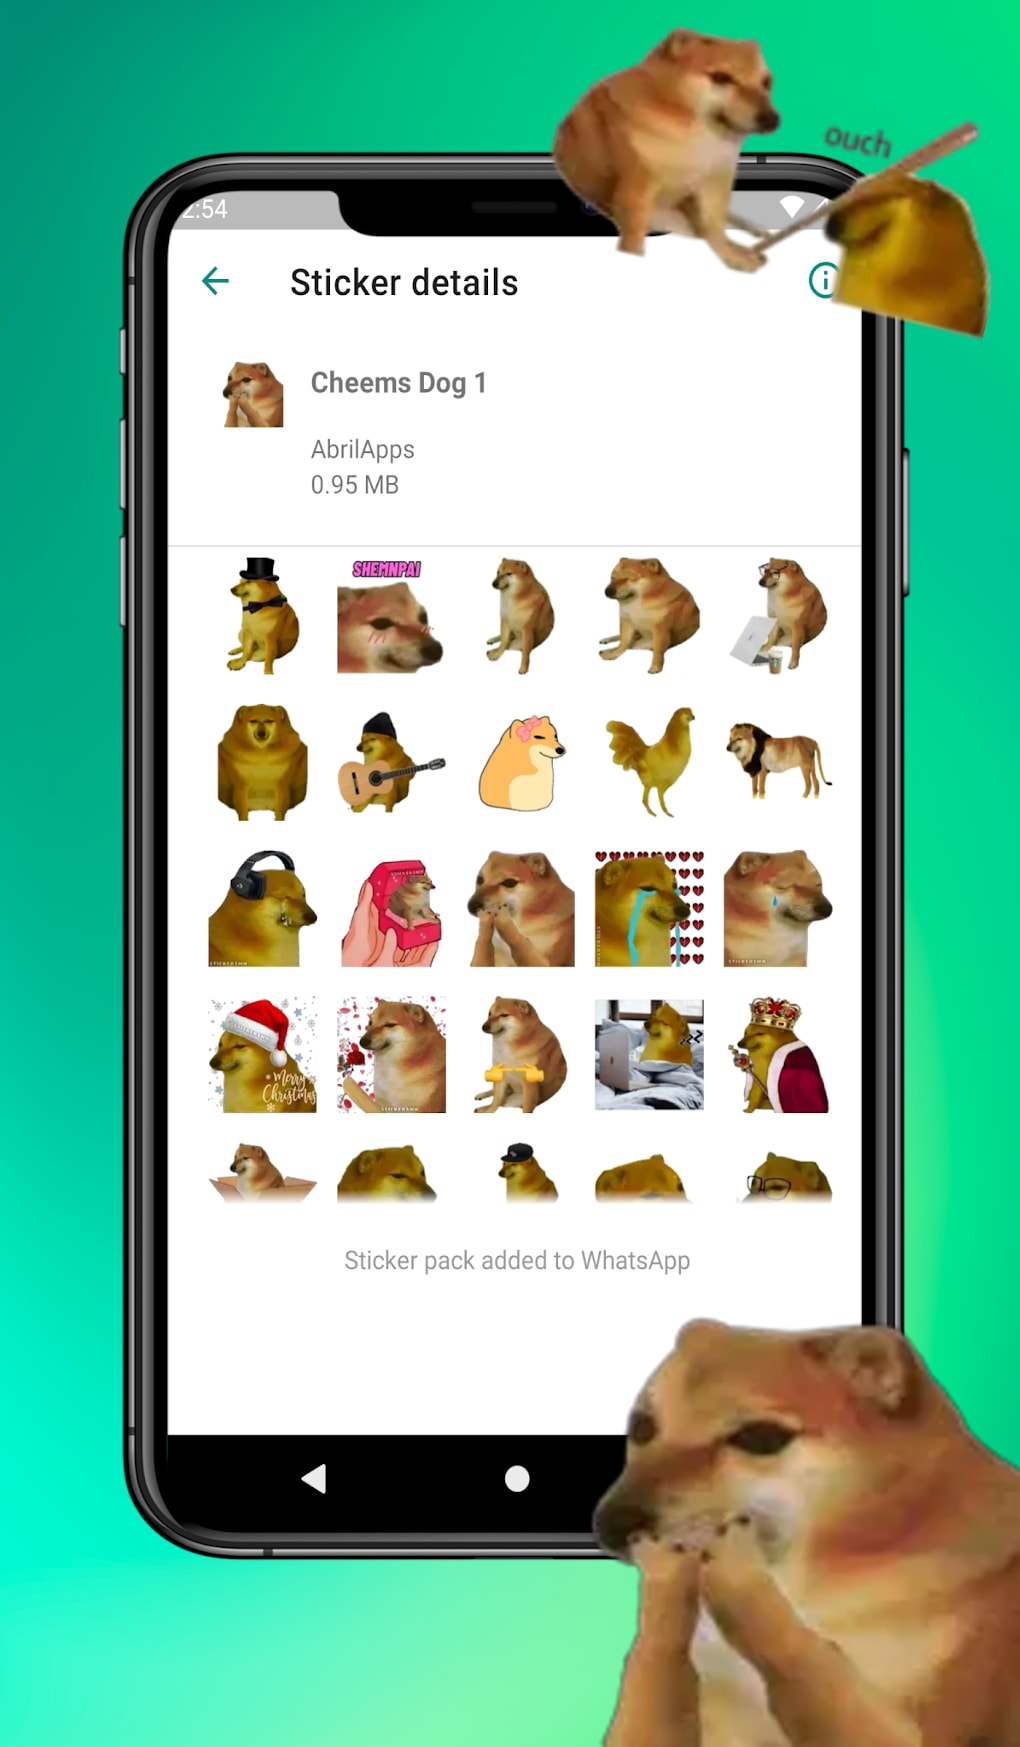 ouch
2:54
Sticker details
Cheems Dog 1
AbrilApps
0.95 MB
SHEMNPAI
Merry
Christmas
Sticker pack added to WhatsApp